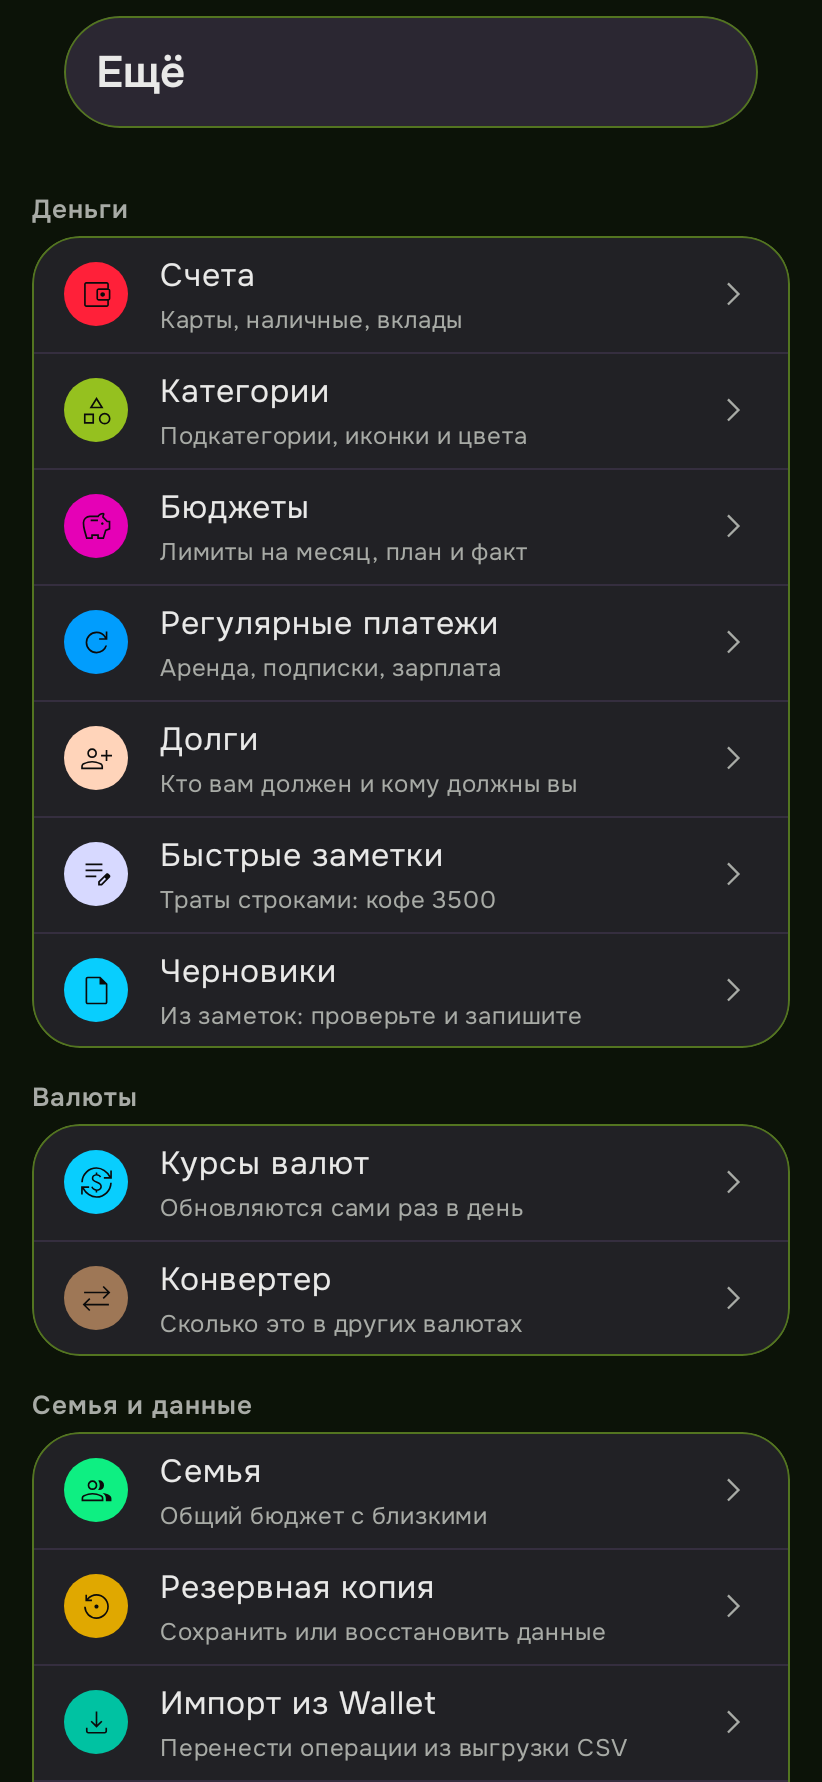 Ещё
Деньги
Счета
Карты, наличные, вклады
Категории
Подкатегории, иконки и цвета
Бюджеты
Лимиты на месяц, план и факт
Регулярные платежи
Аренда, подписки, зарплата
Долги
Кто вам должен и кому должны вы
Быстрые заметки
Траты строками: кофе 3500
Черновики
Из заметок: проверьте и запишите
Валюты
Курсы валют
Обновляются сами раз в день
Конвертер
Сколько это в других валютах
Семья и данные
Семья
Общий бюджет с близкими
Резервная копия
Сохранить или восстановить данные
Импорт из Wallet
Перенести операции из выгрузки CSV